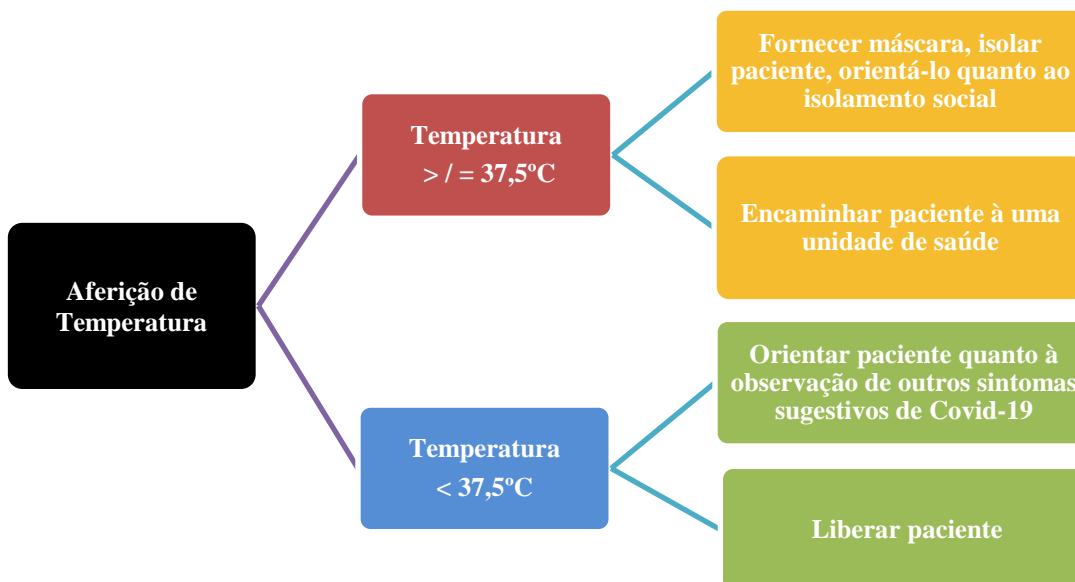 Aferição de
Temperatura
Temperatura
> / = 37,5ºC
Fornecer máscara, isolar
paciente, orientá-lo quanto ao
isolamento social
Encaminhar paciente à uma
unidade de saúde
Temperatura
< 37,5ºC
Orientar paciente quanto à
observação de outros sintomas
sugestivos de Covid-19
Liberar paciente